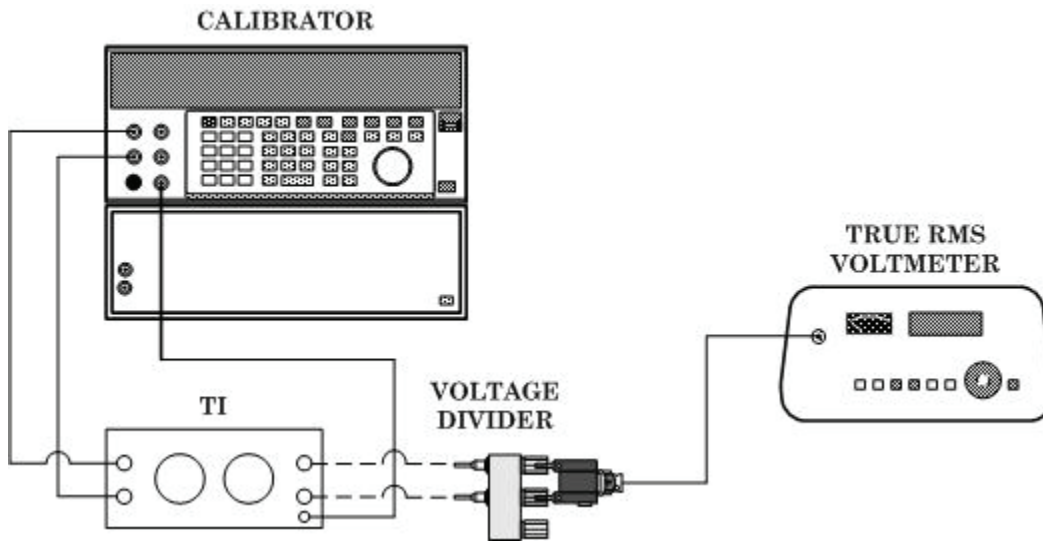 CALIBRATOR
TRUE RMS
VOLTMETER
VOLTAGE
DIVIDER
TI